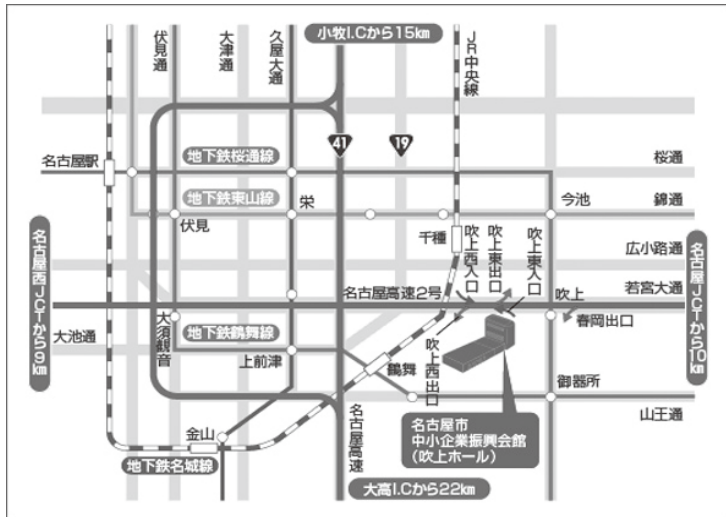 小牧I.Cから15km
伏見通
大津通
久屋大通
JR中央線
41
19
名古屋駅
地下鉄桜通線
桜通
地下鉄東山線
栄
今池
錦通
伏見
千種
吹上西入口
吹上東出口
吹上東入口
広小路通
名古屋西JCTから9km
名古屋JCTから10km
名古屋高速2号
吹上
若宮大通
春岡出口
大池通
大須観音
地下鉄鶴舞線
上前津
鶴舞
吹上西出口
御器所
山王通
金山
名古屋高速
名古屋市
中小企業振興会館
(吹上ホール)
地下鉄名城線
大高I.Cから22km